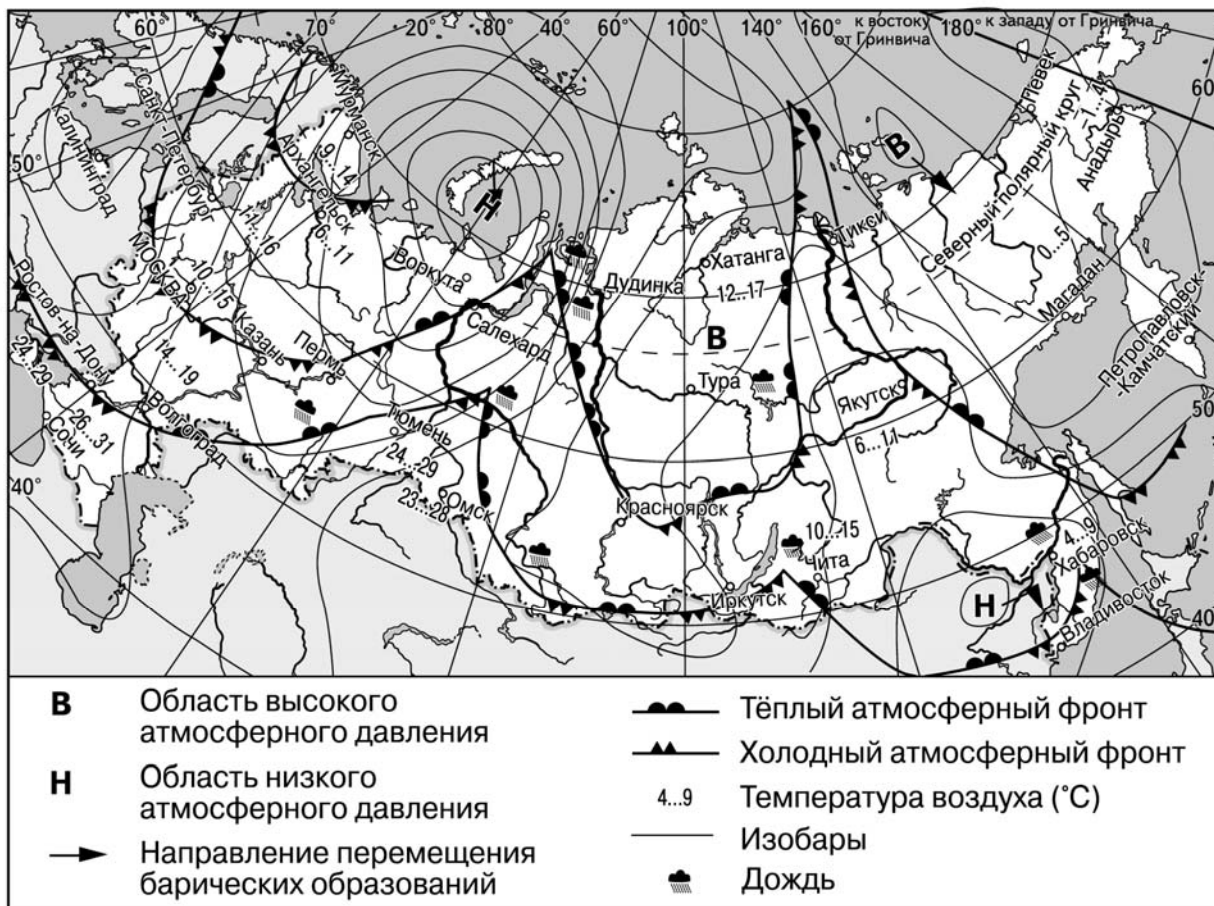 60° 70° 80° 20 40 60 100 140 160 к востоку от Гринвича 180° к западу от Гринвича
60
50°
40°
50
40
Мурманск
Певек
Северный полярный круг
-1...4
Анадырь
Санкт-Петербург
Калининград
Архангельск
9...14
6...11
11...16
Н
В
Тикси
0...5
Магадан
Петропавловск-
-Камчатский
МОСКВА
10...15
Воркута
Хатанга
Дудинка
12...17
Ростов-на-Дону
24...29
Казань
Пермь
Салехард
В
Тура
Якутск
14...19
26...31
Сочи
Волгоград
Тюмень
24...29
6...11
Омск
23...28
Красноярск
10...15
Чита
Иркутск
4...9
Хабаровск
Н
Владивосток
В Область высокого
атмосферного давления
Н Область низкого
атмосферного давления
Направление перемещения
барических образований
Тёплый атмосферный фронт
Холодный атмосферный фронт
4...9 Температура воздуха (°С)
Изобары
Дождь